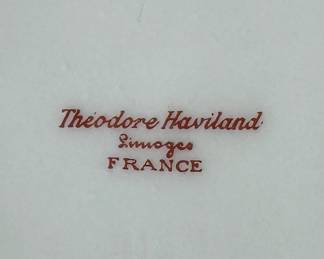 Theodore Haviland
Limoges
FRANCE